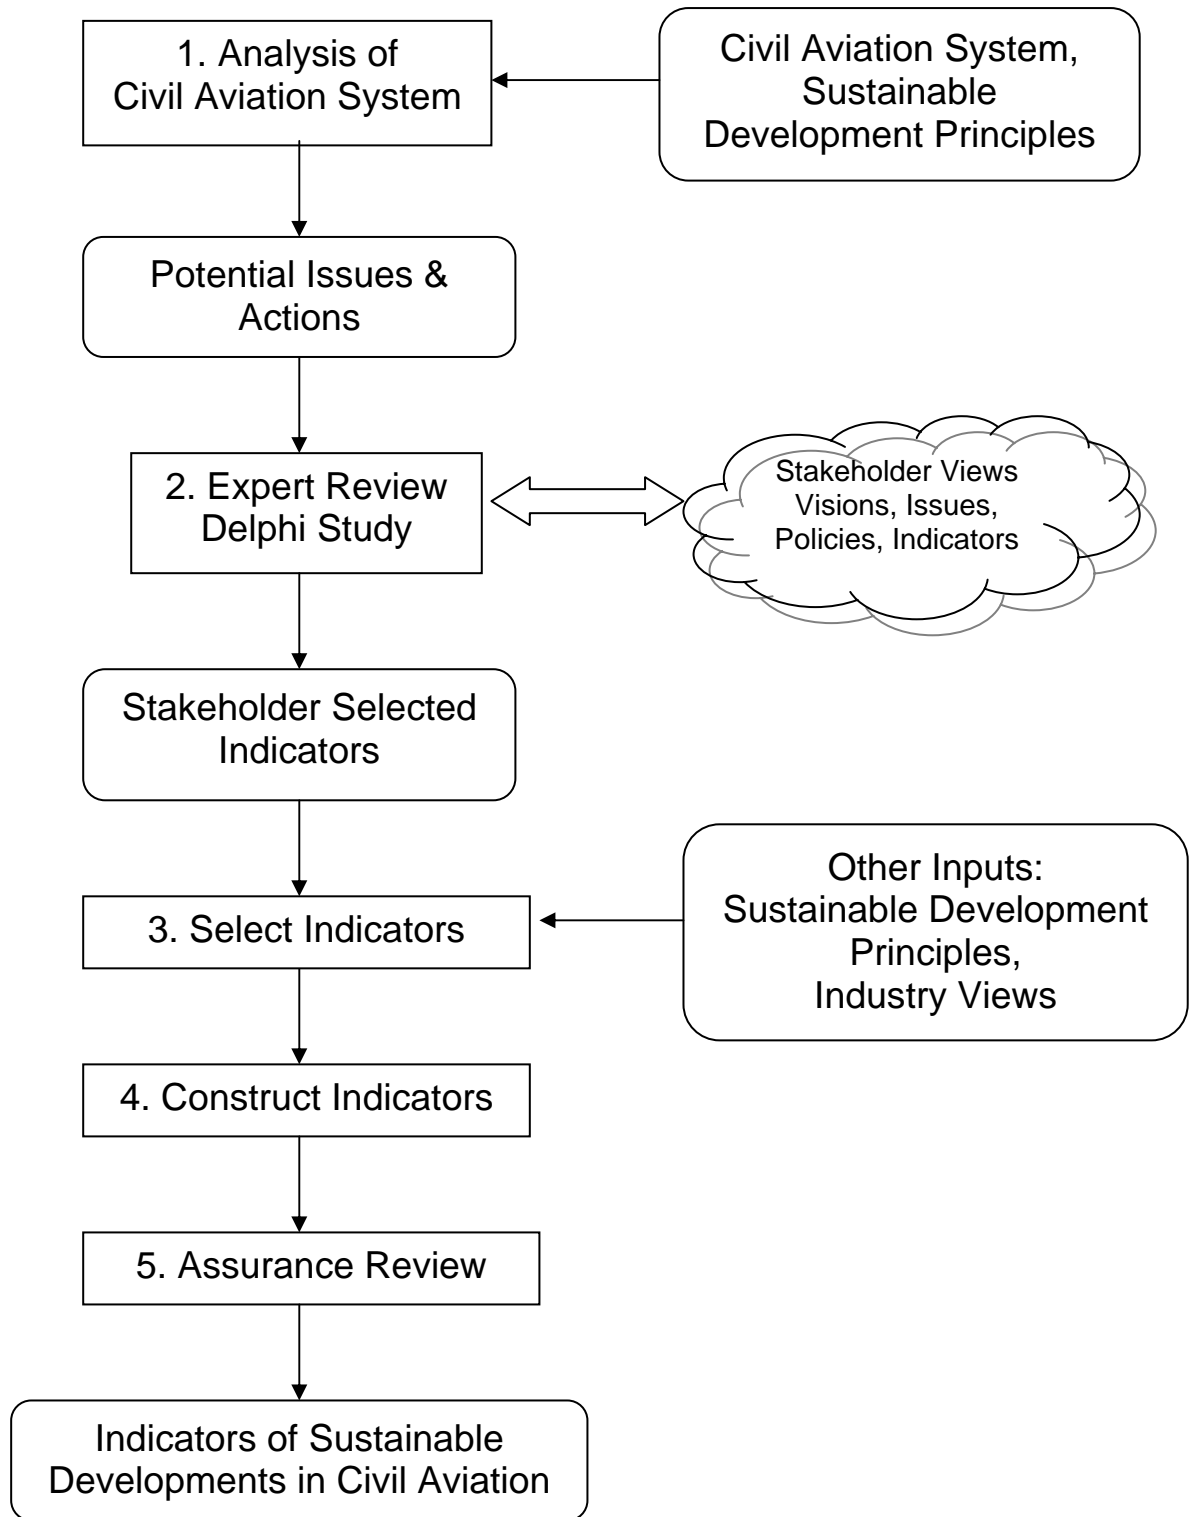 1. Analysis of
Civil Aviation System
Civil Aviation System,
Sustainable
Development Principles
Potential Issues &
Actions
2. Expert Review
Delphi Study
Stakeholder Views
Visions, Issues,
Policies, Indicators
Stakeholder Selected
Indicators
3. Select Indicators
Other Inputs:
Sustainable Development
Principles,
Industry Views
4. Construct Indicators
5. Assurance Review
Indicators of Sustainable
Developments in Civil Aviation